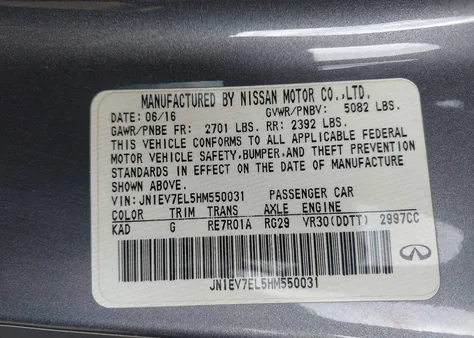 MANUFACTURED BY NISSAN MOTOR CO.,LTD.
DATE: 06/16 GVWR/PNBV: 5082 LBS.
GAWR/PNBE FR: 2701 LBS. RR: 2392 LBS.
THIS VEHICLE CONFORMS TO ALL APPLICABLE FEDERAL
MOTOR VEHICLE SAFETY,BUMPER,AND THEFT PREVENTION
STANDARDS IN EFFECT ON THE DATE OF MANUFACTURE
SHOWN ABOVE.
VIN: JN1EV7EL5HM550031 PASSENGER CAR
COLOR TRIM TRANS AXLE ENGINE
KAD G RE7R01A RG29 VR30(DDTT) 2997CC
JN1EV7EL5HM550031